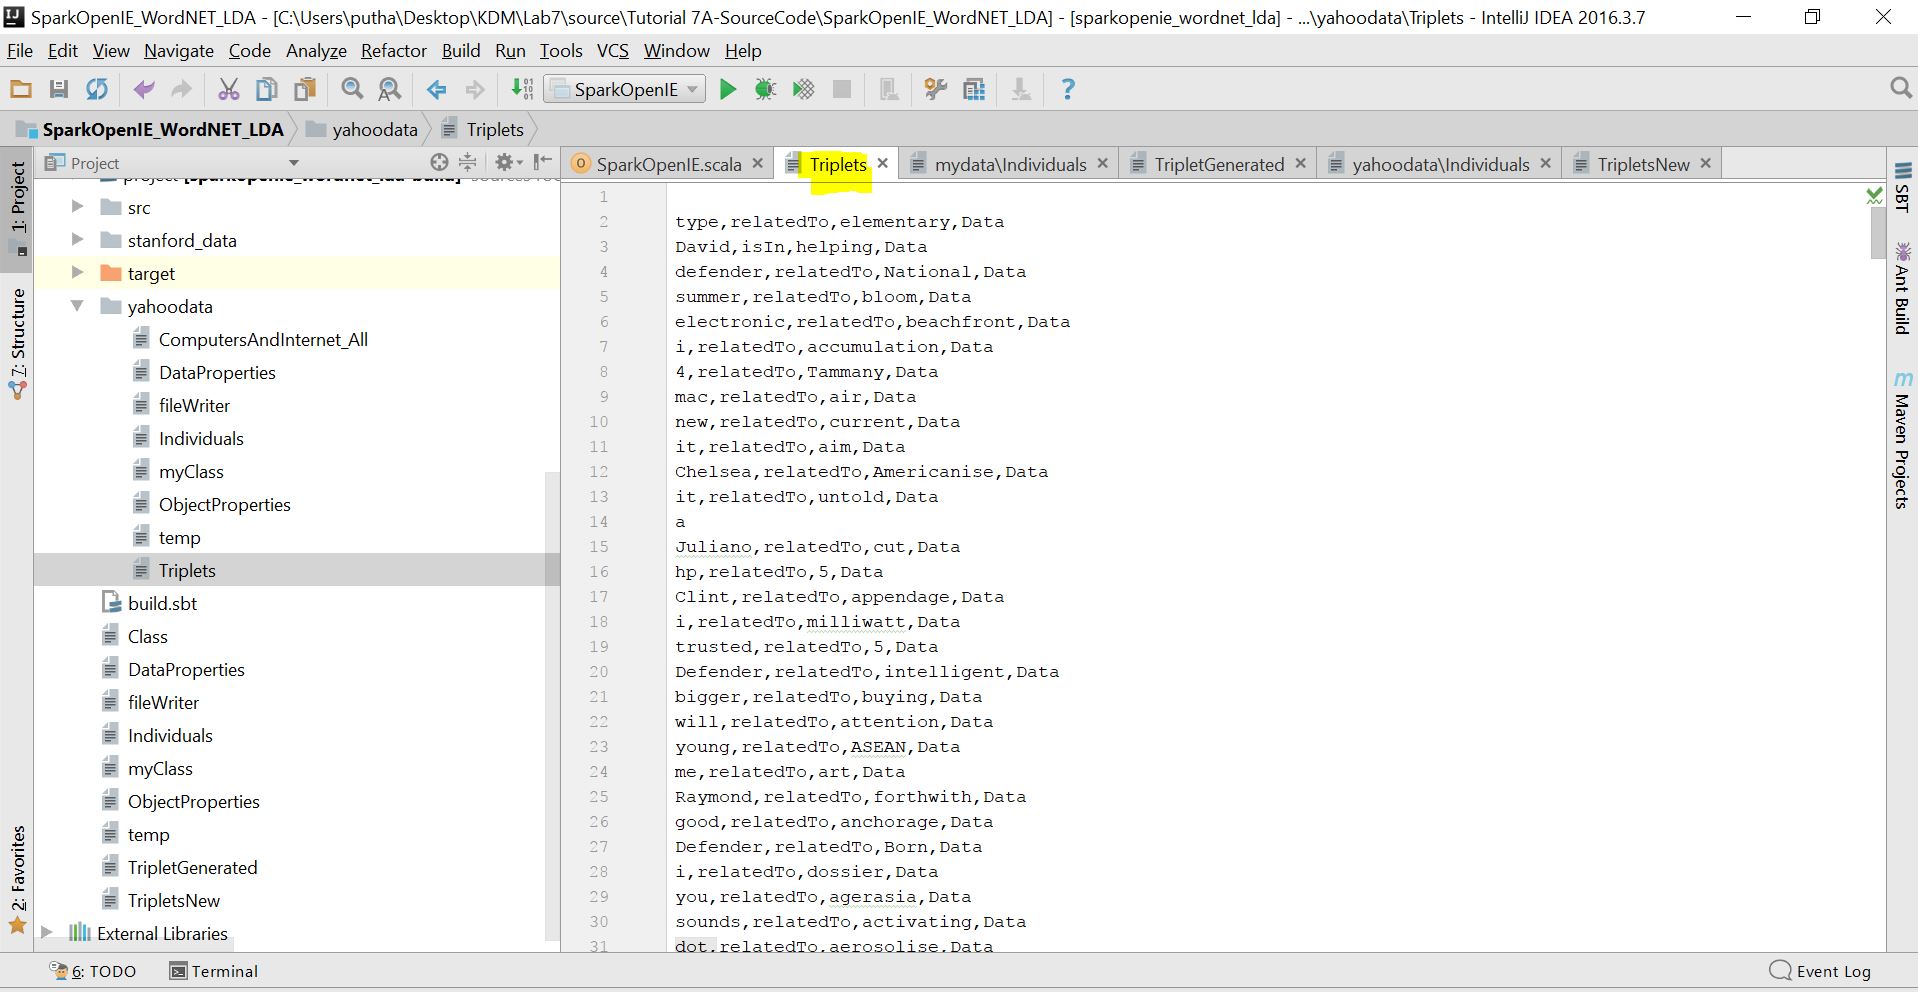 SparkOpenIE_WordNET_LDA - [C:\Users\putha\Desktop\KDM\Lab7\source\Tutorial 7A-SourceCode\SparkOpenIE_WordNET_LDA] - [sparkopenie_wordnet_lda] - ...\yahoodata\Triplets - IntelliJ IDEA 2016.3.7
File Edit View Navigate Code Analyze Refactor Build Run Tools VCS Window Help
SparkOpenIE
SparkOpenIE_WordNET_LDA yahoodata Triplets
Project
SparkOpenIE.scala Triplets mydata\Individuals TripletGenerated yahoodata\Individuals TripletsNew
1: Project
7: Structure
2: Favorites
project [sparkopenie_wordnet_lda-build]
src
stanford_data
target
yahoodata
ComputersAndInternet_All
DataProperties
fileWriter
Individuals
myClass
ObjectProperties
temp
Triplets
build.sbt
Class
DataProperties
fileWriter
Individuals
myClass
ObjectProperties
temp
TripletGenerated
TripletsNew
External Libraries
1
2 type,relatedTo,elementary,Data
3 David,isIn,helping,Data
4 defender,relatedTo,National,Data
5 summer,relatedTo,bloom,Data
6 electronic,relatedTo,beachfront,Data
7 i,relatedTo,accumulation,Data
8 4,relatedTo,Tammany,Data
9 mac,relatedTo,air,Data
10 new,relatedTo,current,Data
11 it,relatedTo,aim,Data
12 Chelsea,relatedTo,Americanise,Data
13 it,relatedTo,untold,Data
14 a
15 Juliano,relatedTo,cut,Data
16 hp,relatedTo,5,Data
17 Clint,relatedTo,appendage,Data
18 i,relatedTo,milliwatt,Data
19 trusted,relatedTo,5,Data
20 Defender,relatedTo,intelligent,Data
21 bigger,relatedTo,buying,Data
22 will,relatedTo,attention,Data
23 young,relatedTo,ASEAN,Data
24 me,relatedTo,art,Data
25 Raymond,relatedTo,forthwith,Data
26 good,relatedTo,anchorage,Data
27 Defender,relatedTo,Born,Data
28 i,relatedTo,dossier,Data
29 you,relatedTo,agerasia,Data
30 sounds,relatedTo,activating,Data
31 dot,relatedTo,aerosolise,Data
SBT
Ant Build
Maven Projects
6: TODO Terminal Event Log